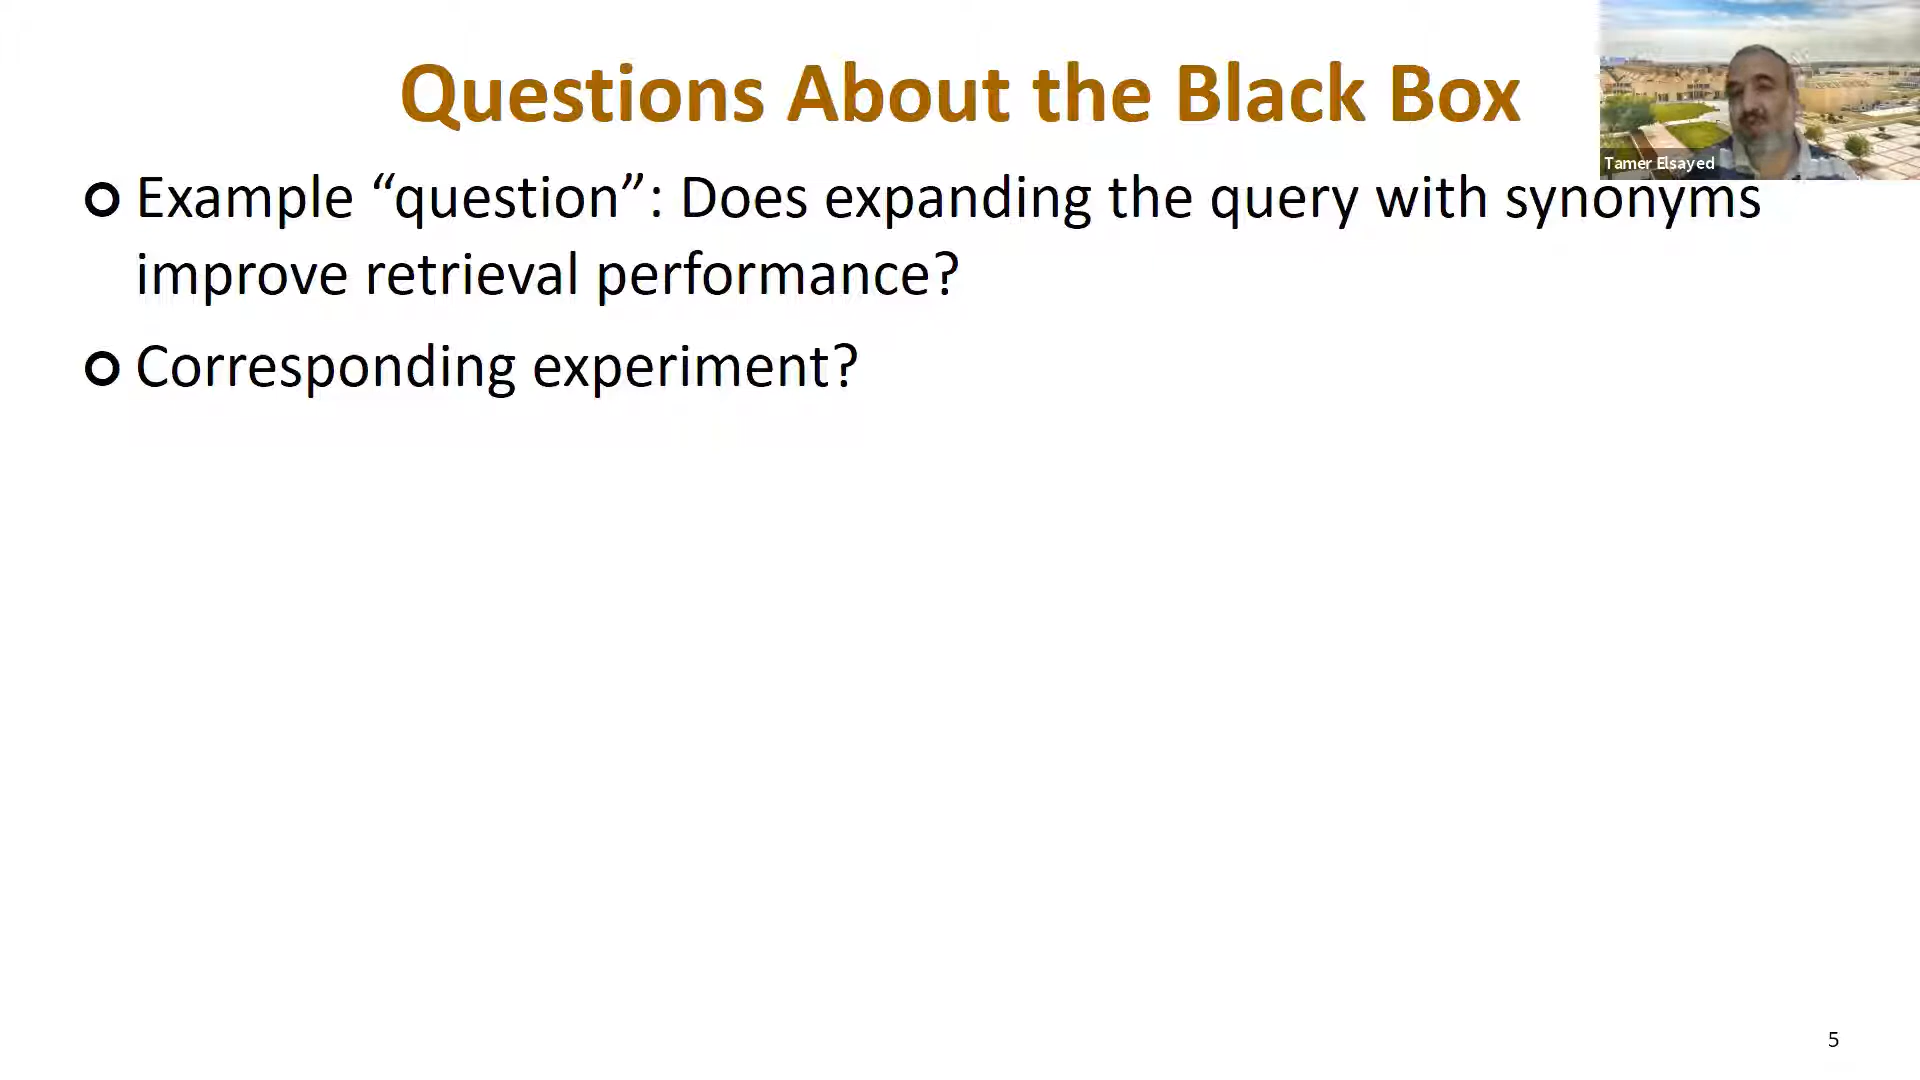 Questions About the Black Box
Tamer Elsayed
Example “question”: Does expanding the query with synonyms
improve retrieval performance?
Corresponding experiment?
5